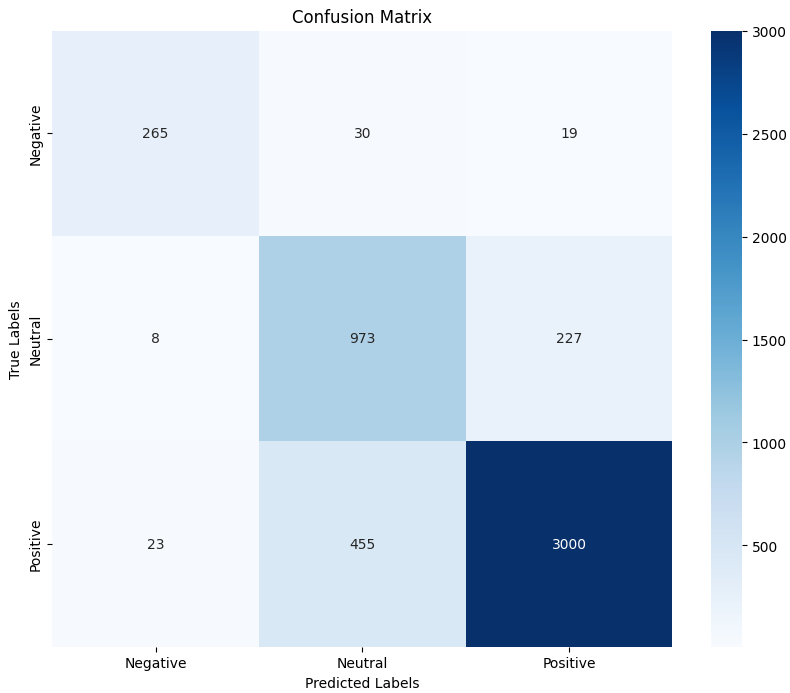 Confusion Matrix
True Labels
Negative
265 30 19
Neutral
8 973 227
Positive
23 455 3000
Negative Neutral Positive
Predicted Labels
3000
2500
2000
1500
1000
500